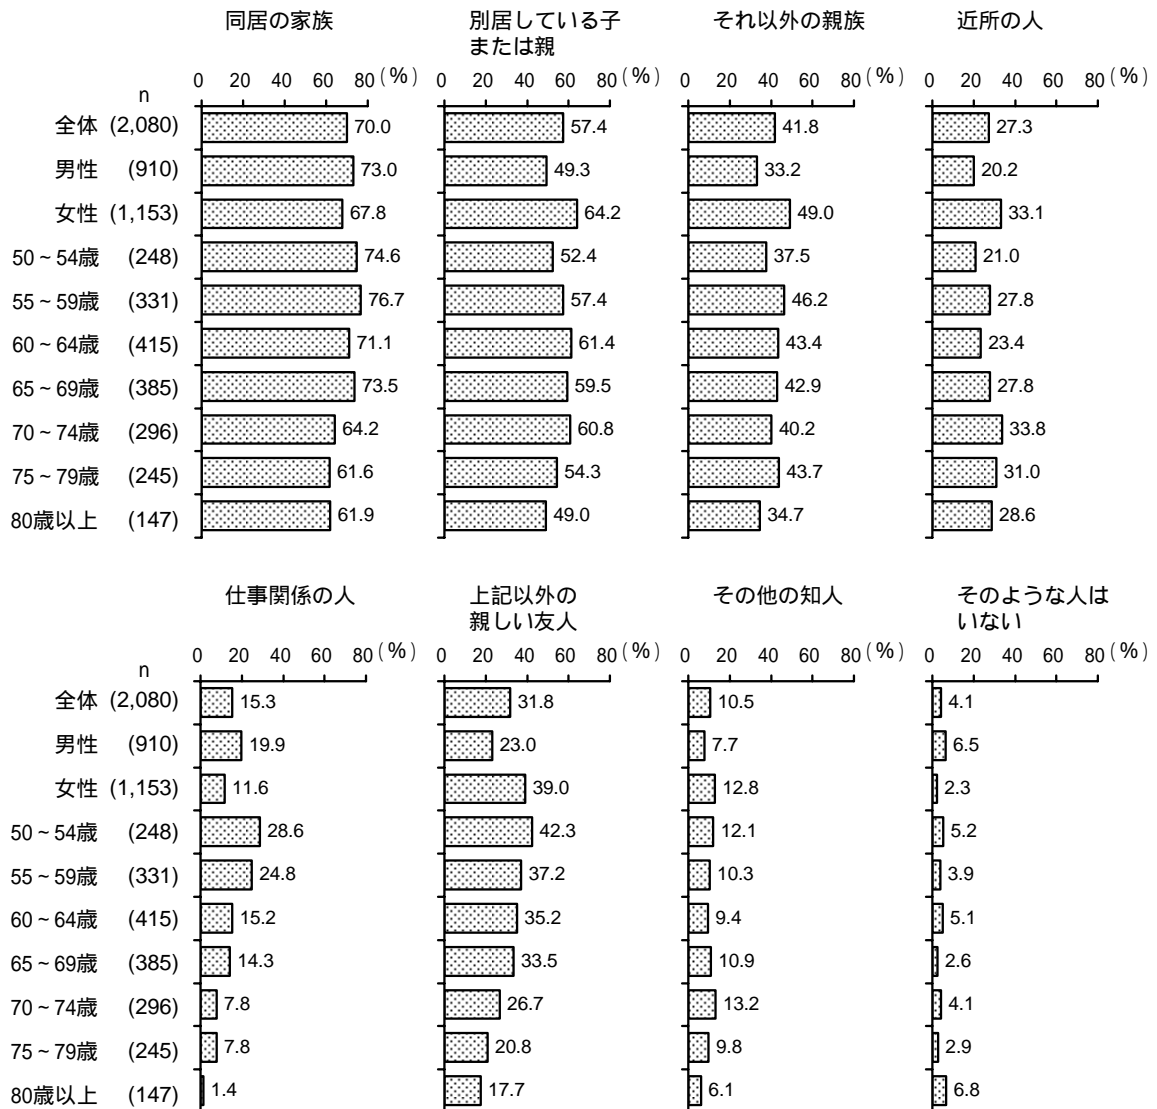 同居の家族 別居している子 それ以外の親族 近所の人
または親
0 20 40 60 80(%) 0 20 40 60 80(%) 0 20 40 60 80(%) 0 20 40 60 80(%)
n
全体 (2,080) 70.0 57.4 41.8 27.3
男性 (910) 73.0 49.3 33.2 20.2
女性 (1,153) 67.8 64.2 49.0 33.1
50～54歳 (248) 74.6 52.4 37.5 21.0
55～59歳 (331) 76.7 57.4 46.2 27.8
60～64歳 (415) 71.1 61.4 43.4 23.4
65～69歳 (385) 73.5 59.5 42.9 27.8
70～74歳 (296) 64.2 60.8 40.2 33.8
75～79歳 (245) 61.6 54.3 43.7 31.0
80歳以上 (147) 61.9 49.0 34.7 28.6
仕事関係の人 上記以外の その他の知人 そのような人は
親しい友人 いない
0 20 40 60 80(%) 0 20 40 60 80(%) 0 20 40 60 80(%) 0 20 40 60 80(%)
n
全体 (2,080) 15.3 31.8 10.5 4.1
男性 (910) 19.9 23.0 7.7 6.5
女性 (1,153) 11.6 39.0 12.8 2.3
50～54歳 (248) 28.6 42.3 12.1 5.2
55～59歳 (331) 24.8 37.2 10.3 3.9
60～64歳 (415) 15.2 35.2 9.4 5.1
65～69歳 (385) 14.3 33.5 10.9 2.6
70～74歳 (296) 7.8 26.7 13.2 4.1
75～79歳 (245) 7.8 20.8 9.8 2.9
80歳以上 (147) 1.4 17.7 6.1 6.8